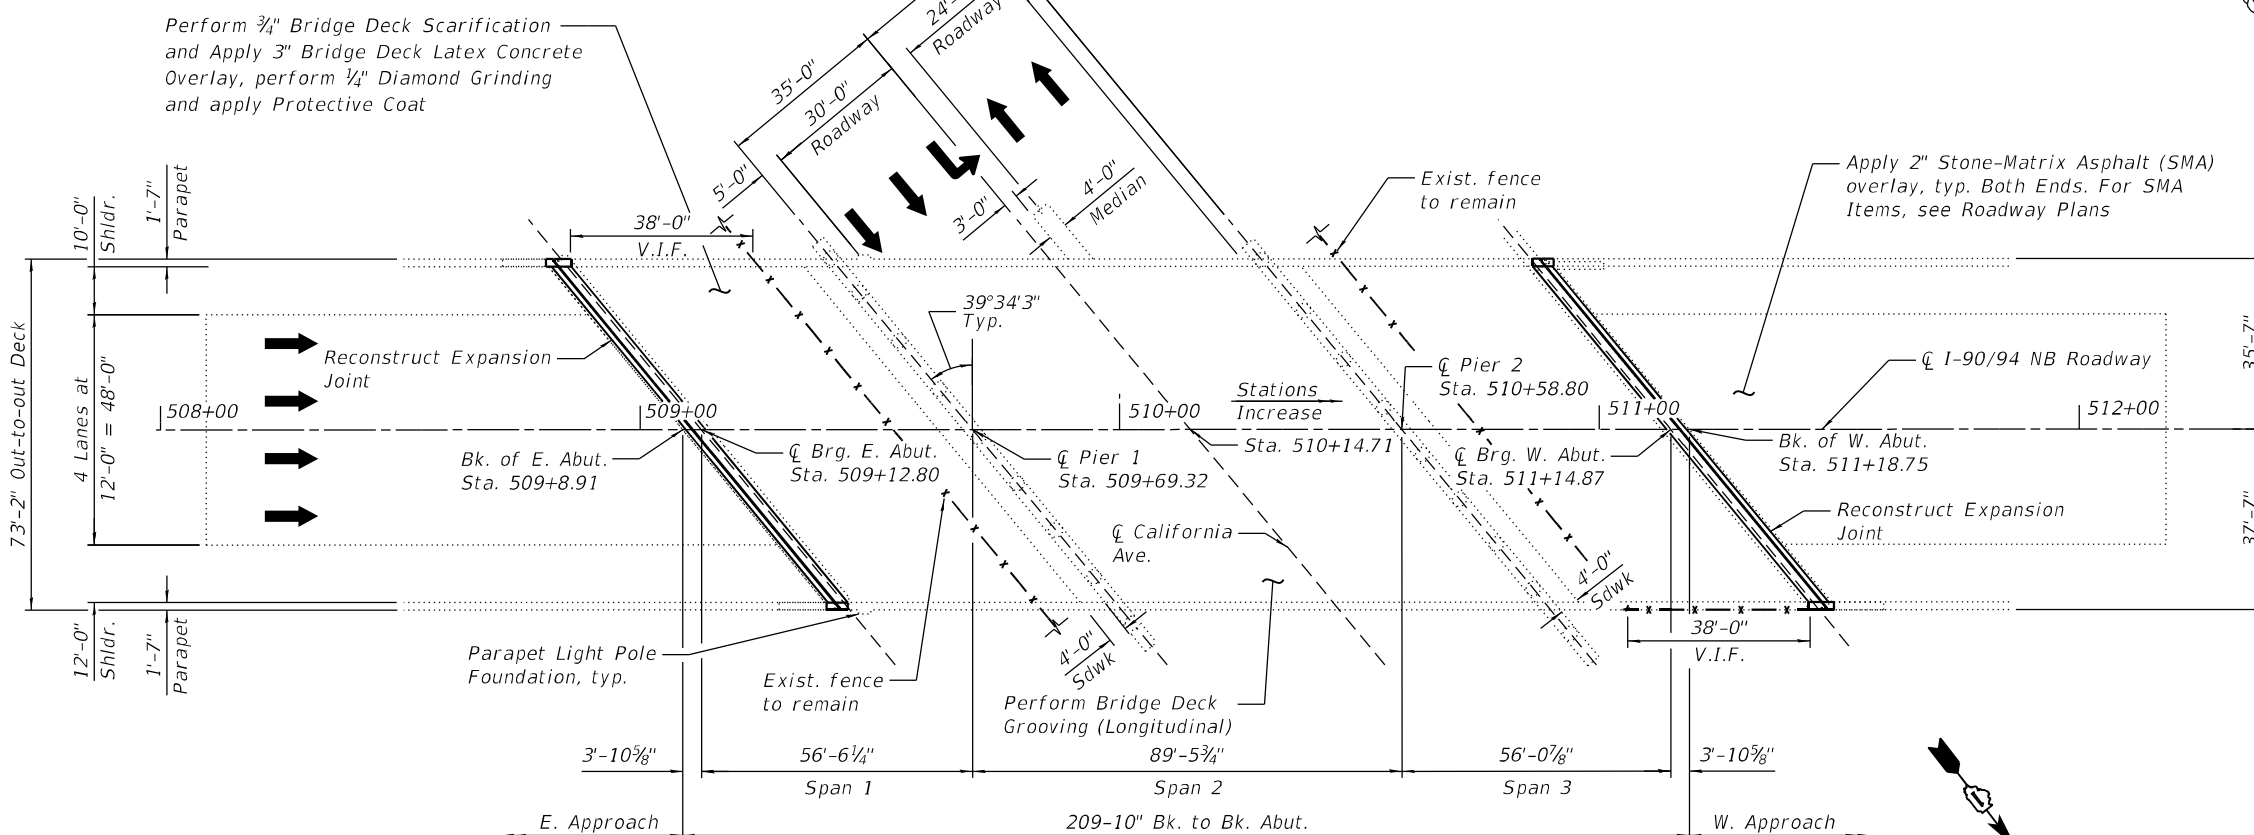 Perform ¾" Bridge Deck Scarification
and Apply 3" Bridge Deck Latex Concrete
Overlay, perform ¼" Diamond Grinding
and apply Protective Coat
24'-
Roadway
35'-0"
30'-0"
Roadway
5'-0"
3'-0"
4'-0"
Median
Exist. fence
to remain
Apply 2" Stone-Matrix Asphalt (SMA)
overlay, typ. Both Ends. For SMA
Items, see Roadway Plans
10'-0"
Shldr.
1'-7"
Parapet
38'-0"
V.I.F.
39°34'3"
Typ.
73'-2" Out-to-out Deck
4 Lanes at
12'-0" = 48'-0"
Reconstruct Expansion
Joint
℄ Pier 2
Sta. 510+58.80
℄ I-90/94 NB Roadway
35'-7"
Stations
Increase
508+00
509+00
510+00
511+00
512+00
Bk. of E. Abut.
Sta. 509+8.91
℄ Brg. E. Abut.
Sta. 509+12.80
℄ Pier 1
Sta. 509+69.32
Sta. 510+14.71
℄ Brg. W. Abut.
Sta. 511+14.87
Bk. of W. Abut.
Sta. 511+18.75
Reconstruct Expansion
Joint
37'-7"
℄ California
Ave.
4'-0"
Sdwk
12'-0"
Shldr.
1'-7"
Parapet
Parapet Light Pole
Foundation, typ.
Exist. fence
to remain
4'-0"
Sdwk
38'-0"
V.I.F.
Perform Bridge Deck
Grooving (Longitudinal)
3'-10⅝"
56'-6¼"
89'-5¾"
56'-0⅞"
3'-10⅝"
Span 1
Span 2
Span 3
E. Approach
209-10" Bk. to Bk. Abut.
W. Approach